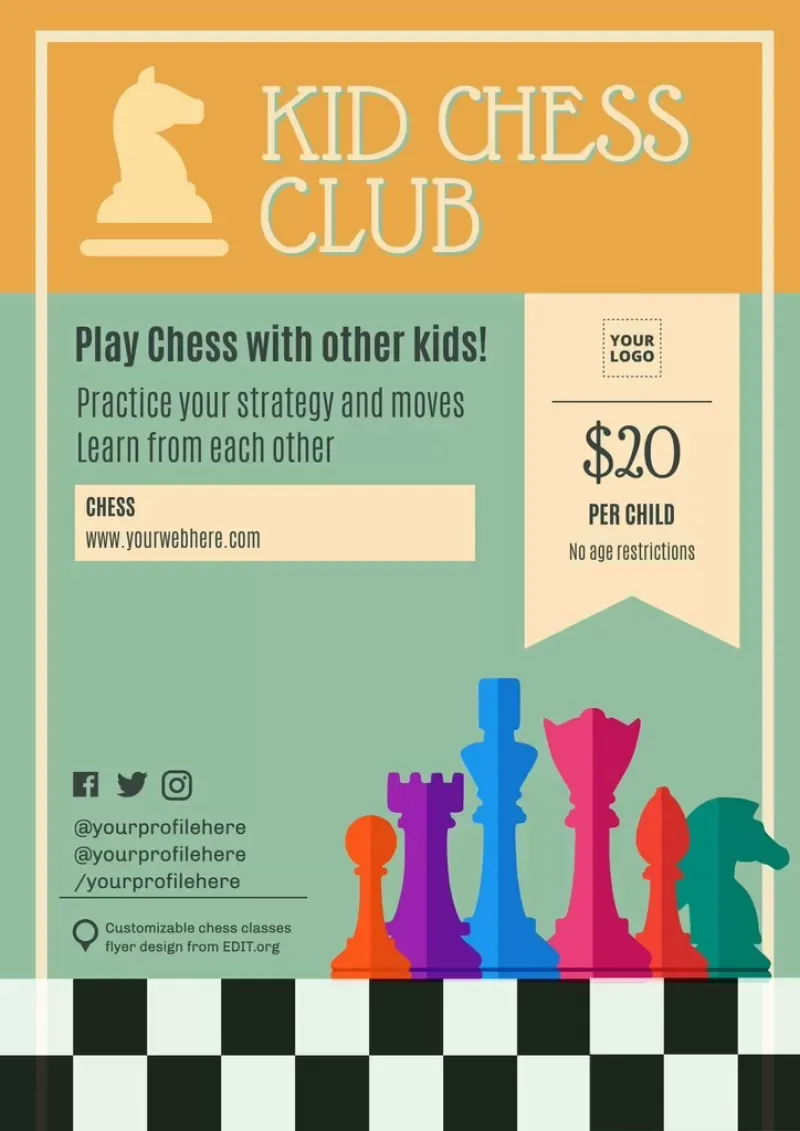 KID CHESS
CLUB
Play Chess with other kids!
Practice your strategy and moves
Learn from each other
CHESS
www.yourwebhere.com
YOUR
LOGO
$20
PER CHILD
No age restrictions
@yourprofilehere
@yourprofilehere
/yourprofilehere
Customizable chess classes
flyer design from EDIT.org